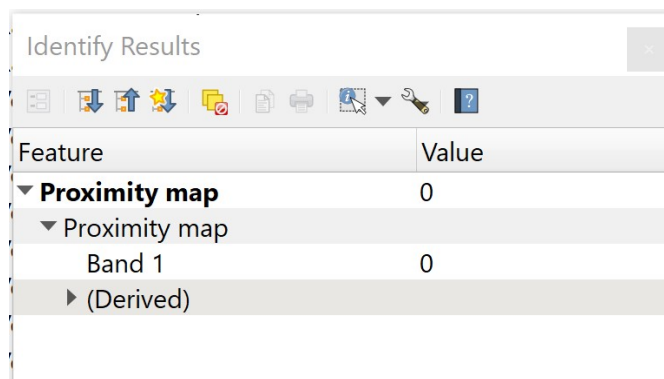 Identify Results
Feature Value
Proximity map 0
Proximity map
Band 1 0
(Derived)